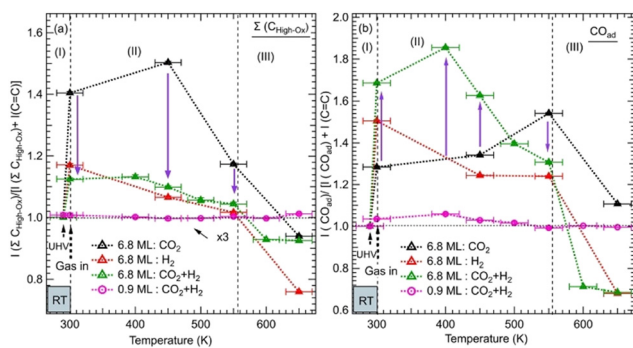 (a)
Σ (C_High-Ox)
(I)
(II)
(III)
I (Σ C_High-Ox)/[I (Σ C_High-Ox)+ I(C=C)]
1.6
1.4
1.2
1.0
0.8
x3
UHV
Gas in
RT
6.8 ML: CO₂
6.8 ML : H₂
6.8 ML : CO₂+H₂
0.9 ML : CO₂+H₂
300 400 500 600
Temperature (K)
(b)
CO_ad
(I)
(II)
(III)
I ( CO_ad)/[I ( CO_ad) + I (C=C)]
2.0
1.8
1.6
1.4
1.2
1.0
0.8
0.6
UHV
Gas in
RT
6.8 ML: CO₂
6.8 ML : H₂
6.8 ML : CO₂+H₂
0.9 ML : CO₂+H₂
300 400 500 600
Temperature (K)